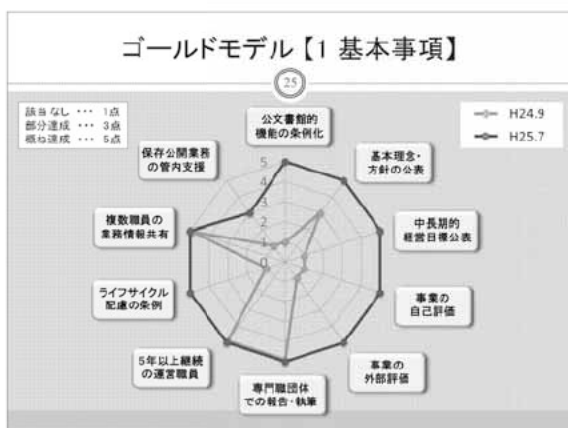 ゴールドモデル【1 基本事項】
25
該当なし ・・・ 1点
部分達成 ・・・ 3点
概ね達成 ・・・ 5点
H24.9
H25.7
公文書館的
機能の条例化
基本理念・
方針の公表
中長期的
経営目標公表
事業の
自己評価
事業の
外部評価
専門職団体
での報告・執筆
5年以上継続
の運営職員
ライフサイクル
配慮の条例
複数職員の
業務情報共有
保存公開業務
の管内支援
5
4
3
2
1
0